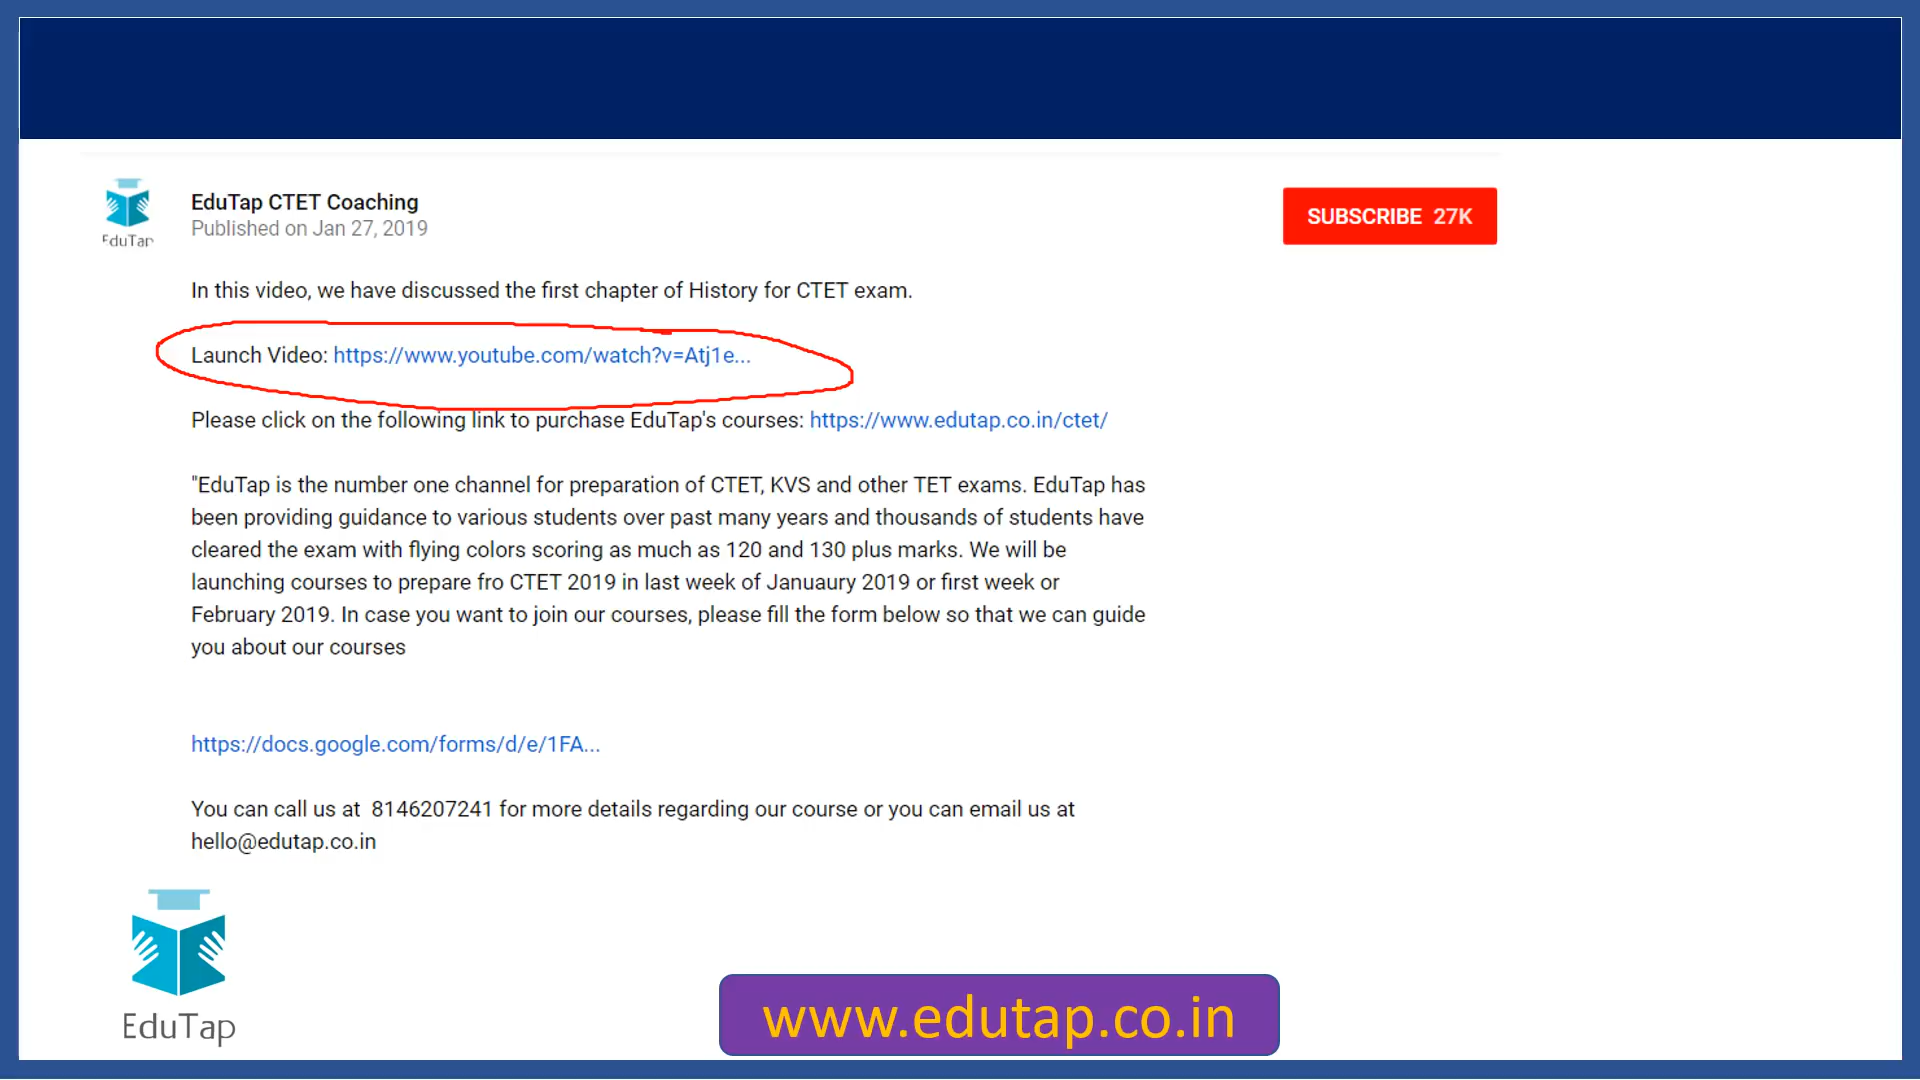 EduTap CTET Coaching
Published on Jan 27, 2019
SUBSCRIBE 27K
EduTap
In this video, we have discussed the first chapter of History for CTET exam.
Launch Video: https://www.youtube.com/watch?v=Atj1e...
Please click on the following link to purchase EduTap's courses: https://www.edutap.co.in/ctet/
"EduTap is the number one channel for preparation of CTET, KVS and other TET exams. EduTap has
been providing guidance to various students over past many years and thousands of students have
cleared the exam with flying colors scoring as much as 120 and 130 plus marks. We will be
launching courses to prepare fro CTET 2019 in last week of Januaury 2019 or first week or
February 2019. In case you want to join our courses, please fill the form below so that we can guide
you about our courses
https://docs.google.com/forms/d/e/1FA...
You can call us at  8146207241 for more details regarding our course or you can email us at
hello@edutap.co.in
EduTap
www.edutap.co.in